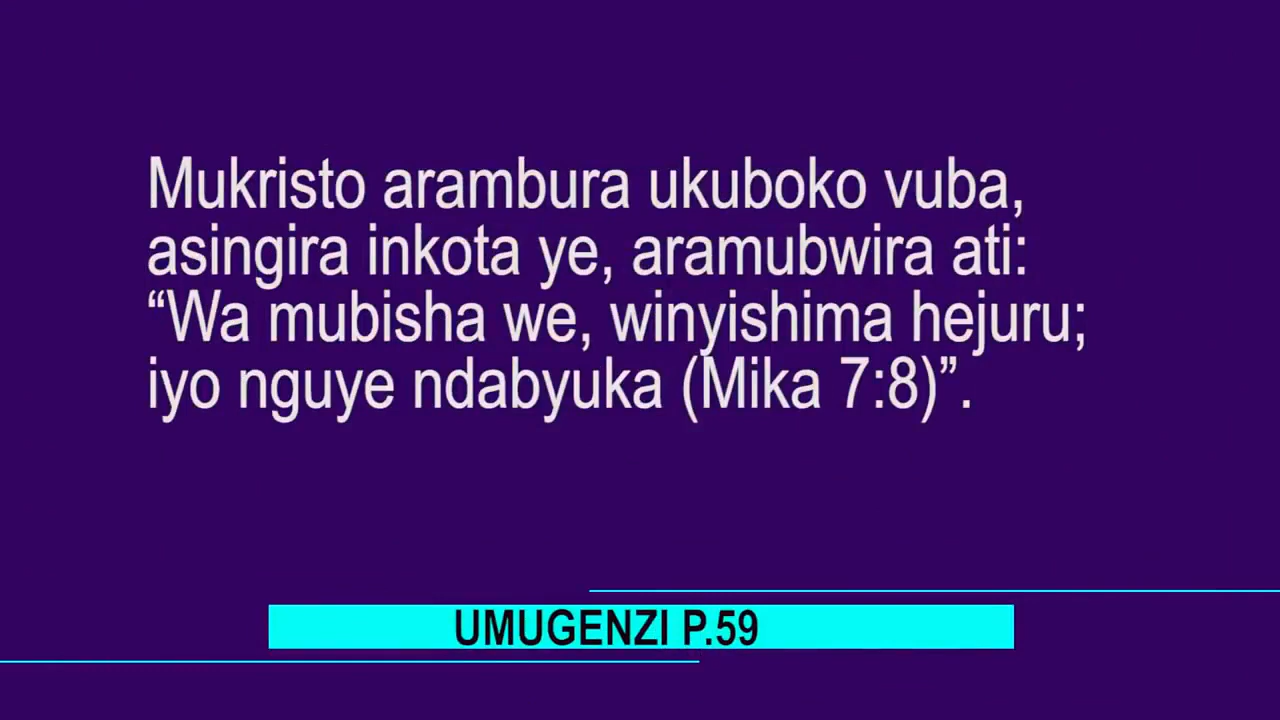 Mukristo arambura ukuboko vuba,
asingira inkota ye, aramubwira ati:
“Wa mubisha we, winyishima hejuru;
iyo nguye ndabyuka (Mika 7:8)”.
UMUGENZI P.59